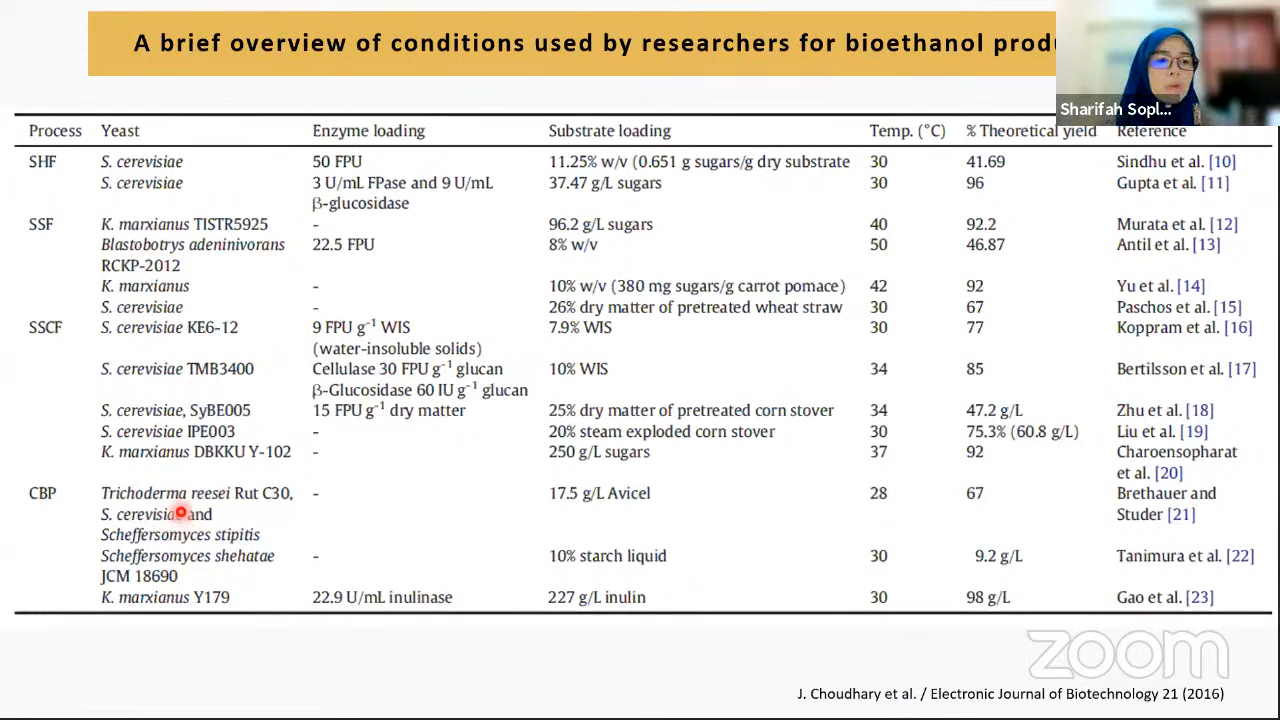 A brief overview of conditions used by researchers for bioethanol
Sharifah Sopl...
Process Yeast Enzyme loading Substrate loading Temp. (°C) % Theoretical yield Reference
SHF S. cerevisiae 50 FPU 11.25% w/v (0.651 g sugars/g dry substrate 30 41.69 Sindhu et al. [10]
S. cerevisiae 3 U/mL FPase and 9 U/mL 37.47 g/L sugars 30 96 Gupta et al. [11]
β-glucosidase
SSF K. marxianus TISTR5925 - 96.2 g/L sugars 40 92.2 Murata et al. [12]
Blastobotrys adeninivorans 22.5 FPU 8% w/v 50 46.87 Antil et al. [13]
RCKP-2012
K. marxianus - 10% w/v (380 mg sugars/g carrot pomace) 42 92 Yu et al. [14]
S. cerevisiae - 26% dry matter of pretreated wheat straw 30 67 Paschos et al. [15]
SSCF S. cerevisiae KE6-12 9 FPU g⁻¹ WIS 7.9% WIS 30 77 Koppram et al. [16]
(water-insoluble solids)
S. cerevisiae TMB3400 Cellulase 30 FPU g⁻¹ glucan 10% WIS 34 85 Bertilsson et al. [17]
β-Glucosidase 60 IU g⁻¹ glucan
S. cerevisiae, SyBE005 15 FPU g⁻¹ dry matter 25% dry matter of pretreated corn stover 34 47.2 g/L Zhu et al. [18]
S. cerevisiae IPE003 - 20% steam exploded corn stover 30 75.3% (60.8 g/L) Liu et al. [19]
K. marxianus DBKKU Y-102 - 250 g/L sugars 37 92 Charoensopharat
et al. [20]
CBP Trichoderma reesei Rut C30, - 17.5 g/L Avicel 28 67 Brethauer and
S. cerevisiae and Studer [21]
Scheffersomyces stipitis
Scheffersomyces shehatae - 10% starch liquid 30 9.2 g/L Tanimura et al. [22]
JCM 18690
K. marxianus Y179 22.9 U/mL inulinase 227 g/L inulin 30 98 g/L Gao et al. [23]
zoom
J. Choudhary et al. / Electronic Journal of Biotechnology 21 (2016)